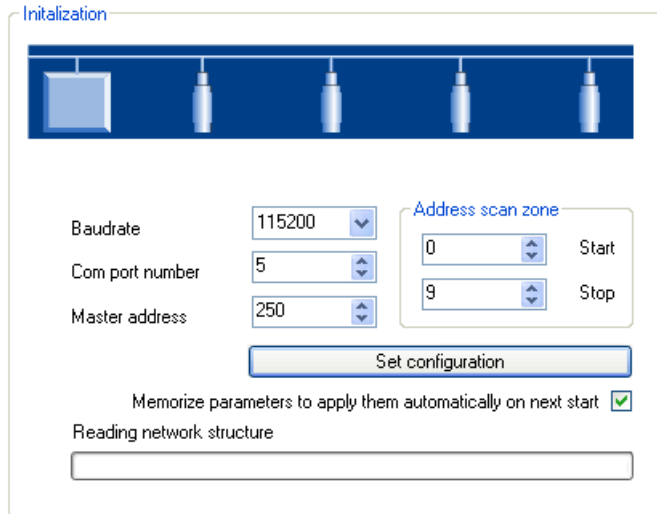 Initalization
Baudrate 115200
Com port number 5
Master address 250
Address scan zone
0 Start
9 Stop
Set configuration
Memorize parameters to apply them automatically on next start
Reading network structure